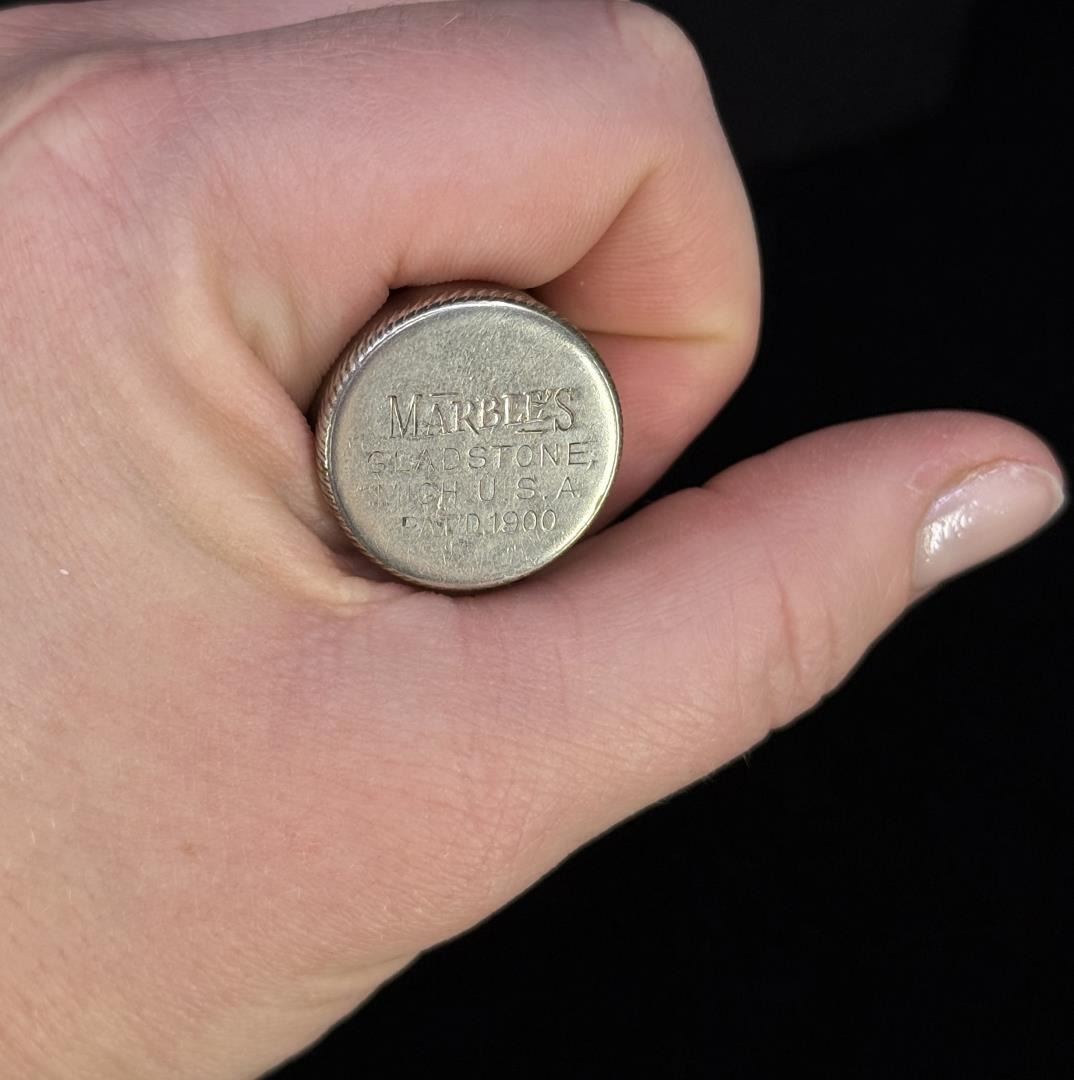 MARBLE'S
GLADSTONE,
MICH. U.S.A.
PAT'D.1900